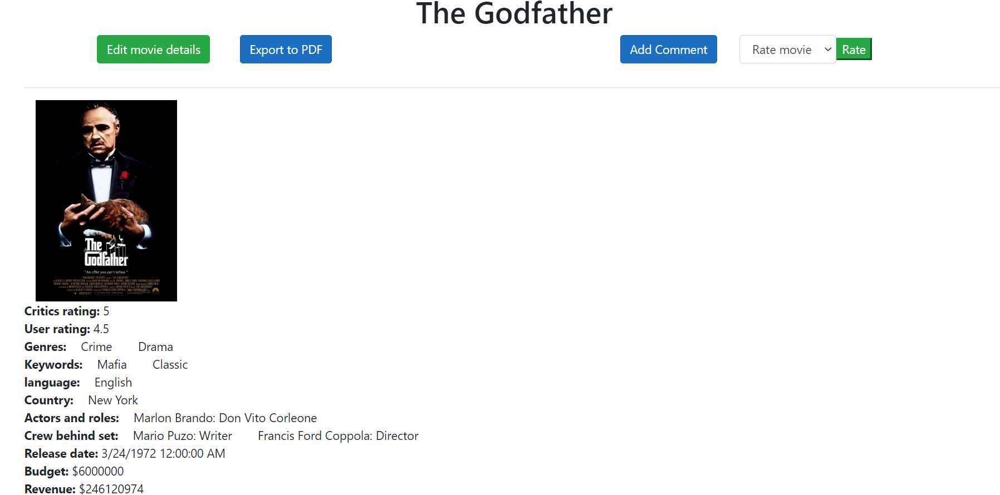 The Godfather
Edit movie details
Export to PDF
Add Comment
Rate movie
Rate
The
Godfather
"An offer you can't refuse."
Critics rating: 5
User rating: 4.5
Genres: Crime Drama
Keywords: Mafia Classic
language: English
Country: New York
Actors and roles: Marlon Brando: Don Vito Corleone
Crew behind set: Mario Puzo: Writer Francis Ford Coppola: Director
Release date: 3/24/1972 12:00:00 AM
Budget: $6000000
Revenue: $246120974